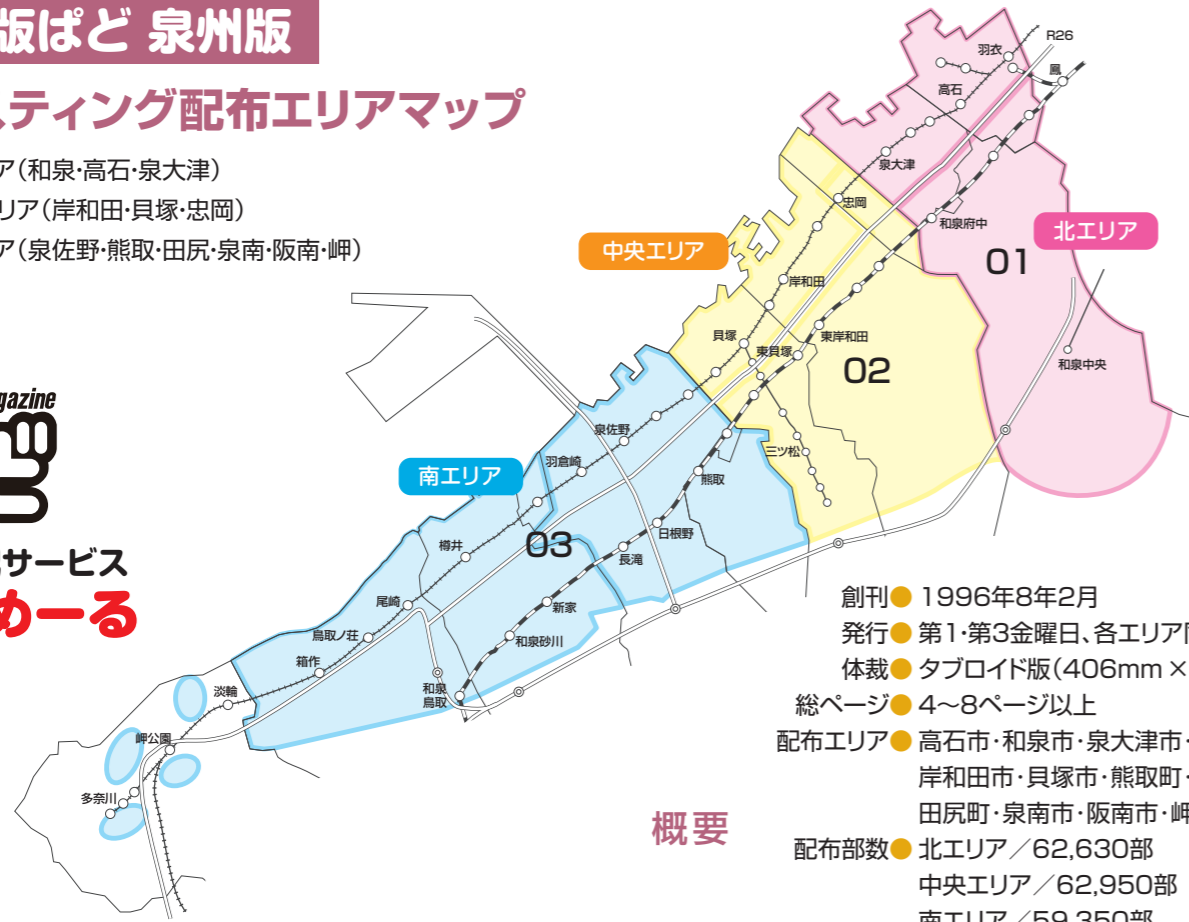 版ぱど 泉州版
スティング配布エリアマップ
ア(和泉・高石・泉大津)
リア(岸和田・貝塚・忠岡)
ア(泉佐野・熊取・田尻・泉南・阪南・岬)
gazine
サービス
めーる
R26
羽衣
鳳
高石
泉大津
忠岡
和泉府中
北エリア
01
中央エリア
岸和田
貝塚
東貝塚
東岸和田
02
和泉中央
三ツ松
泉佐野
羽倉崎
南エリア
熊取
日根野
03
長滝
樽井
尾崎
新家
鳥取ノ荘
和泉砂川
箱作
和泉
鳥取
淡輪
岬公園
多奈川
概要
創刊● 1996年8年2月
発行● 第1・第3金曜日、各エリア
体裁● タブロイド版(406mm×
総ページ● 4〜8ページ以上
配布エリア● 高石市・和泉市・泉大津市・
岸和田市・貝塚市・熊取町・
田尻町・泉南市・阪南市・岬
配布部数● 北エリア/62,630部
中央エリア/62,950部
南エリア/59,350部